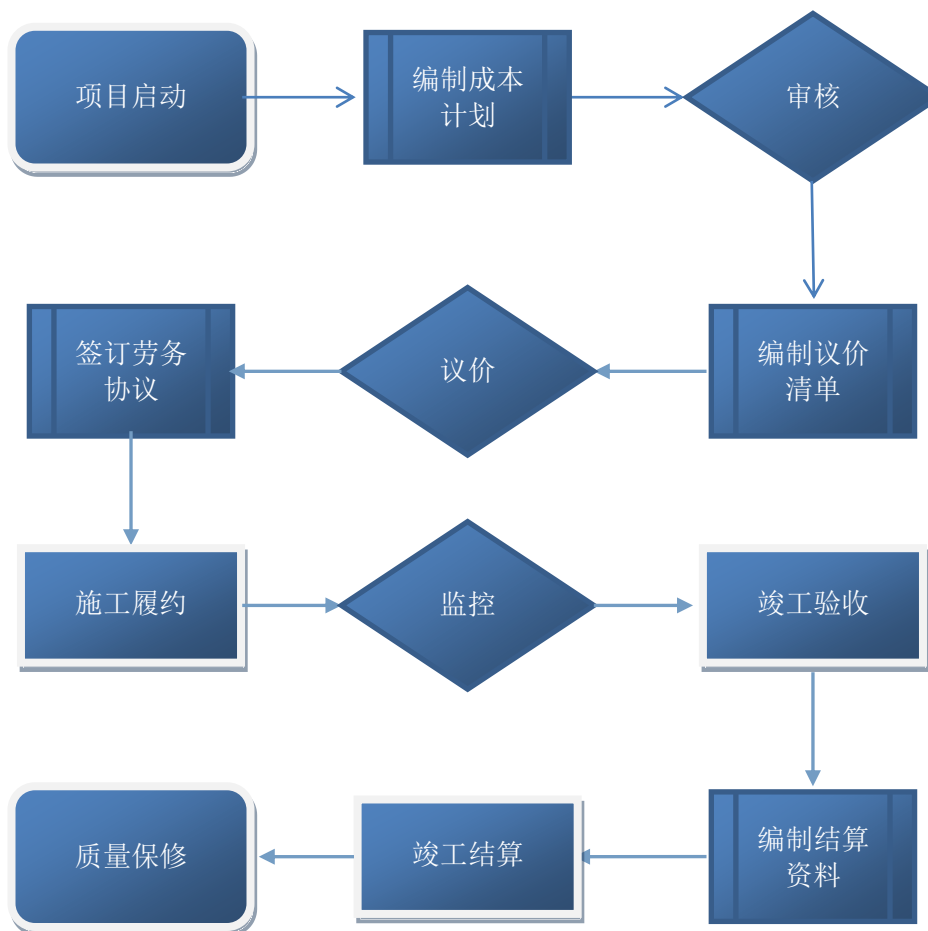 项目启动
编制成本
计划
审核
编制议价
清单
议价
签订劳务
协议
施工履约
监控
竣工验收
编制结算
资料
竣工结算
质量保修